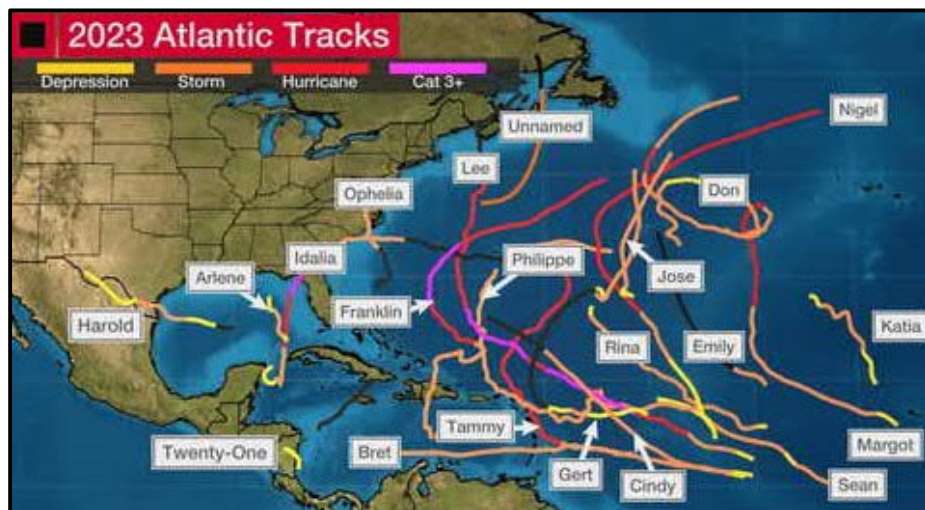 2023 Atlantic Tracks
Depression Storm Hurricane Cat 3+
Nigel
Unnamed
Lee
Don
Ophelia
Idalia
Philippe
Arlene
Jose
Harold
Franklin
Katia
Rina
Emily
Tammy
Margot
Twenty-One
Bret
Gert
Cindy
Sean